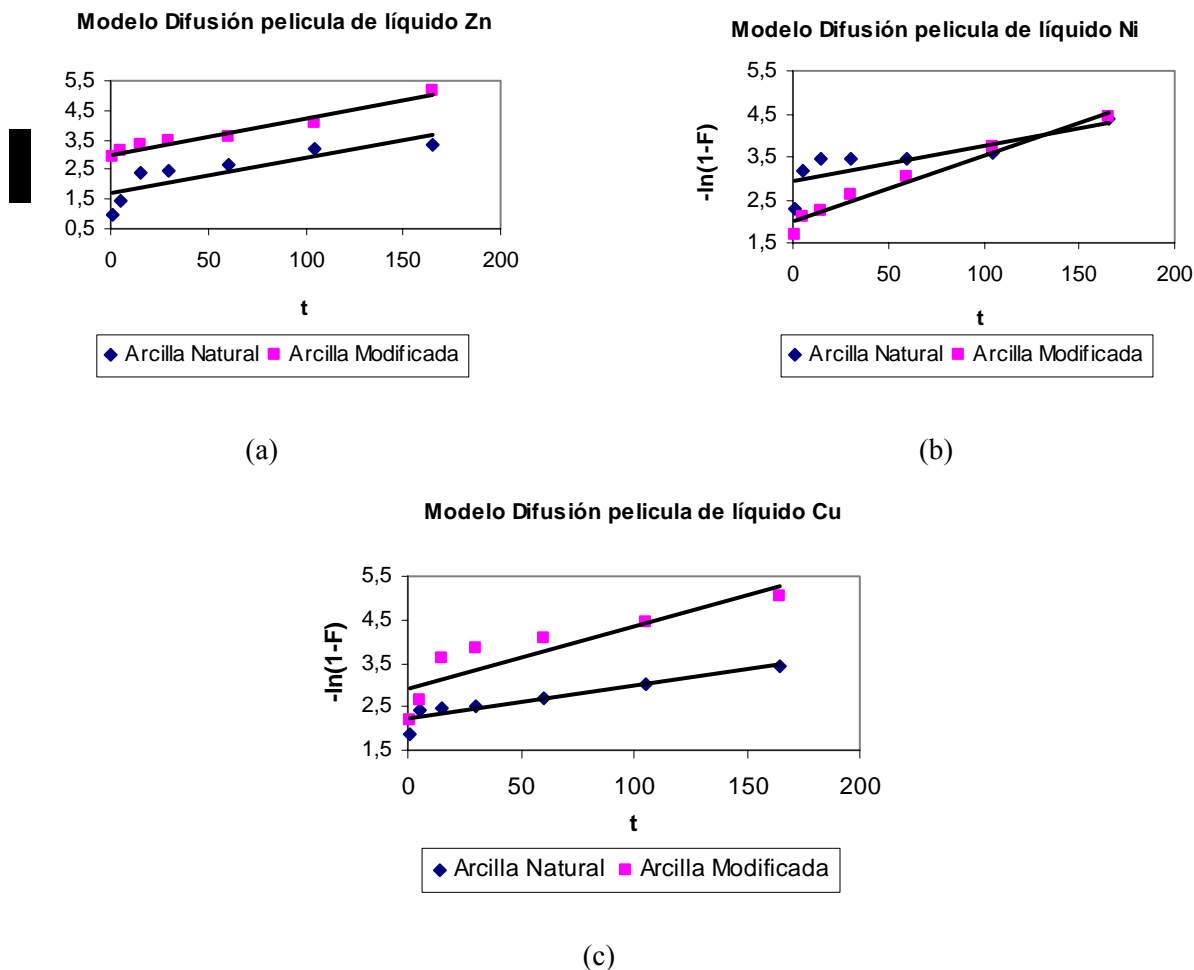 Modelo Difusión pelicula de líquido Zn
5,5
4,5
3,5
2,5
1,5
0,5
0 50 100 150 200
t
Arcilla Natural Arcilla Modificada
(a)
Modelo Difusión pelicula de líquido Ni
-ln(1-F)
5,5
4,5
3,5
2,5
1,5
0 50 100 150 200
t
Arcilla Natural Arcilla Modificada
(b)
Modelo Difusión pelicula de líquido Cu
-ln(1-F)
5,5
4,5
3,5
2,5
1,5
0 50 100 150 200
t
Arcilla Natural Arcilla Modificada
(c)